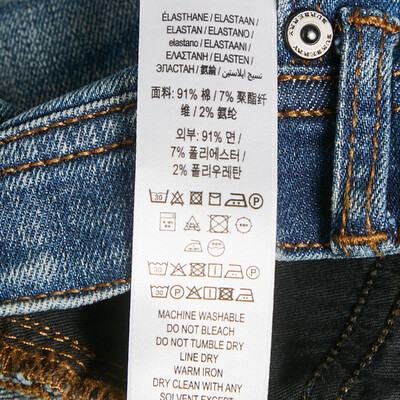 ÉLASTHANE / ELASTAAN /
ELASTAN / ELASTANO /
elastano / ELASTAANI /
ΕΛΑΣΤΑΝΗ / ELASTEN /
ЭЛАСТАН / 氨綸 / نسيج ايلاستين /
面料: 91% 棉 / 7% 聚酯纤
维 / 2% 氨纶
외부: 91% 면 /
7% 폴리에스터 /
2% 폴리우레탄
MACHINE WASHABLE
DO NOT BLEACH
DO NOT TUMBLE DRY
LINE DRY
WARM IRON
DRY CLEAN WITH ANY
SOLVENT EXCEPT
BURBERRY